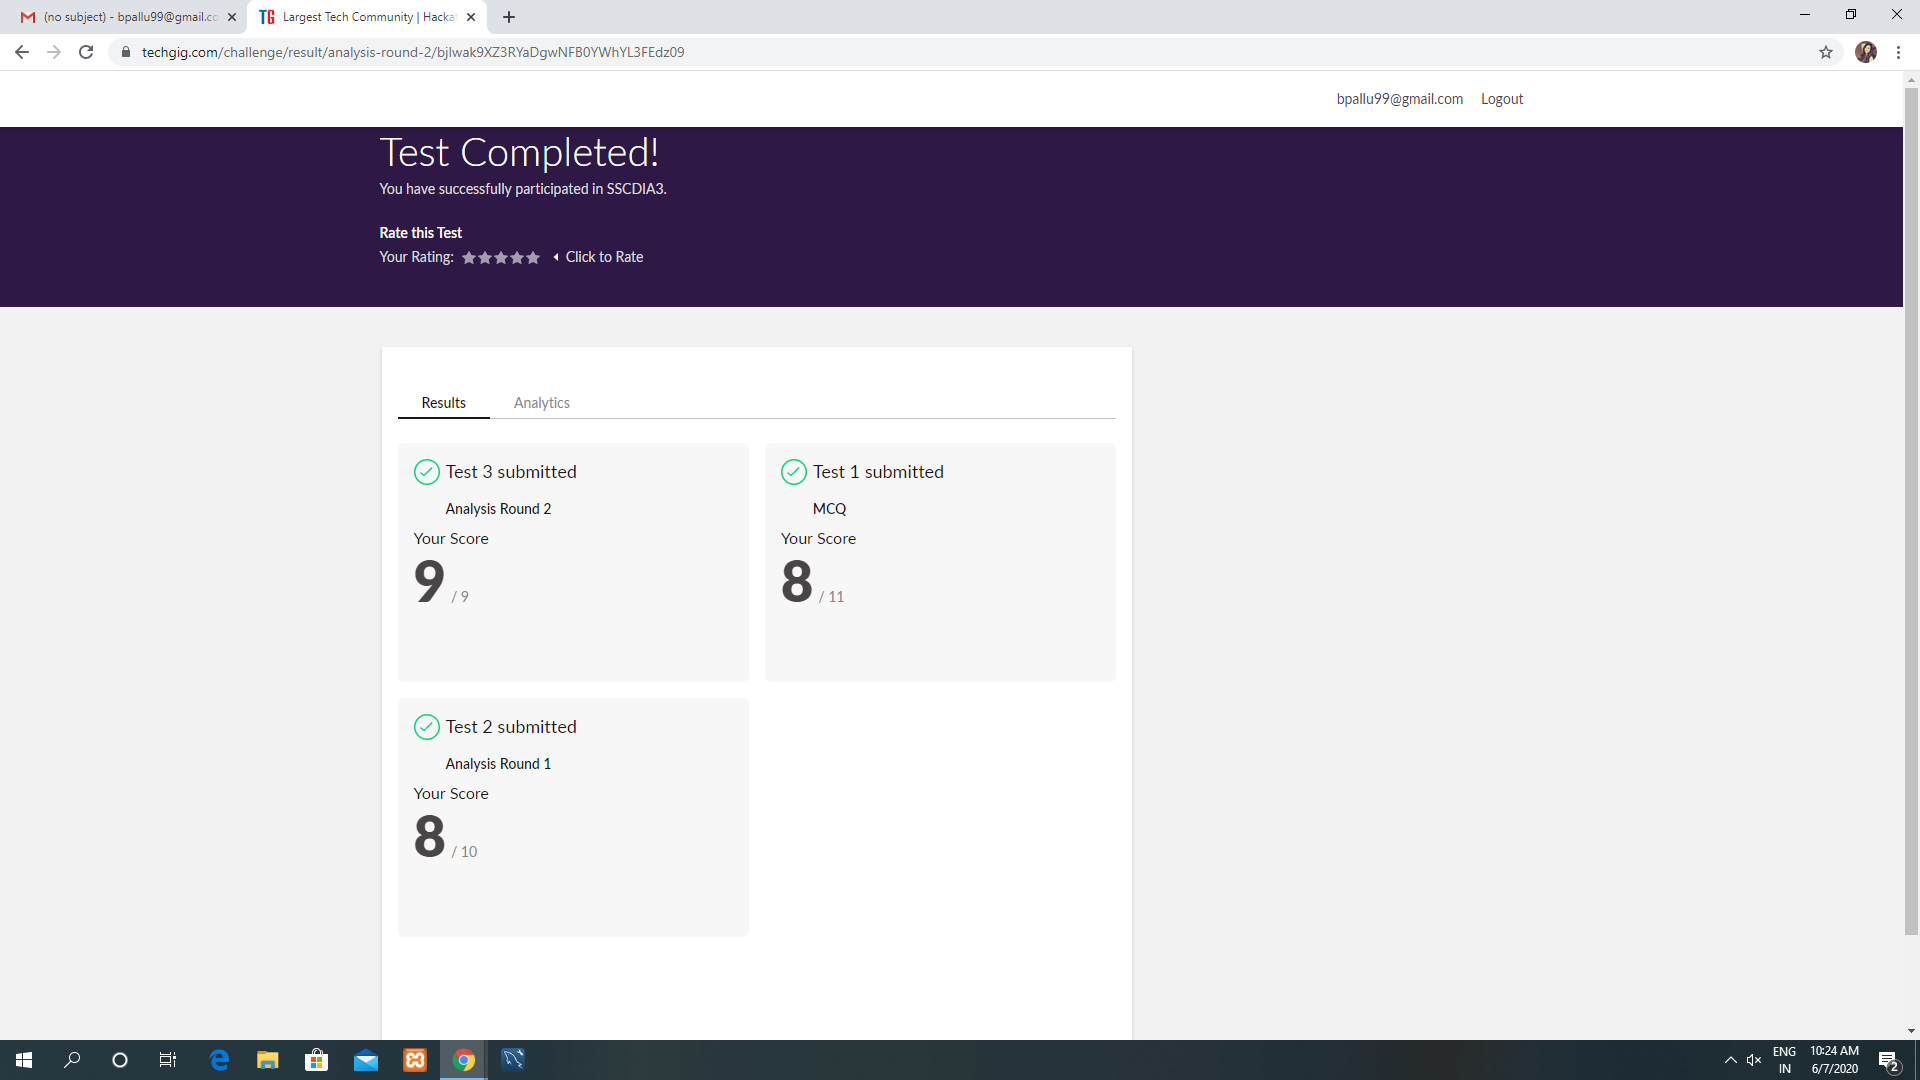 (no subject) - bpallu99@gmail.co
TG Largest Tech Community | Hacka
techgig.com/challenge/result/analysis-round-2/bjlwak9XZ3RYaDgwNFB0YWhYL3FEdz09
bpallu99@gmail.com Logout
Test Completed!
You have successfully participated in SSCDIA3.
Rate this Test
Your Rating: Click to Rate
Results Analytics
Test 3 submitted
Analysis Round 2
Your Score
9 / 9
Test 1 submitted
MCQ
Your Score
8 / 11
Test 2 submitted
Analysis Round 1
Your Score
8 / 10
ENG
IN
10:24 AM
6/7/2020
2